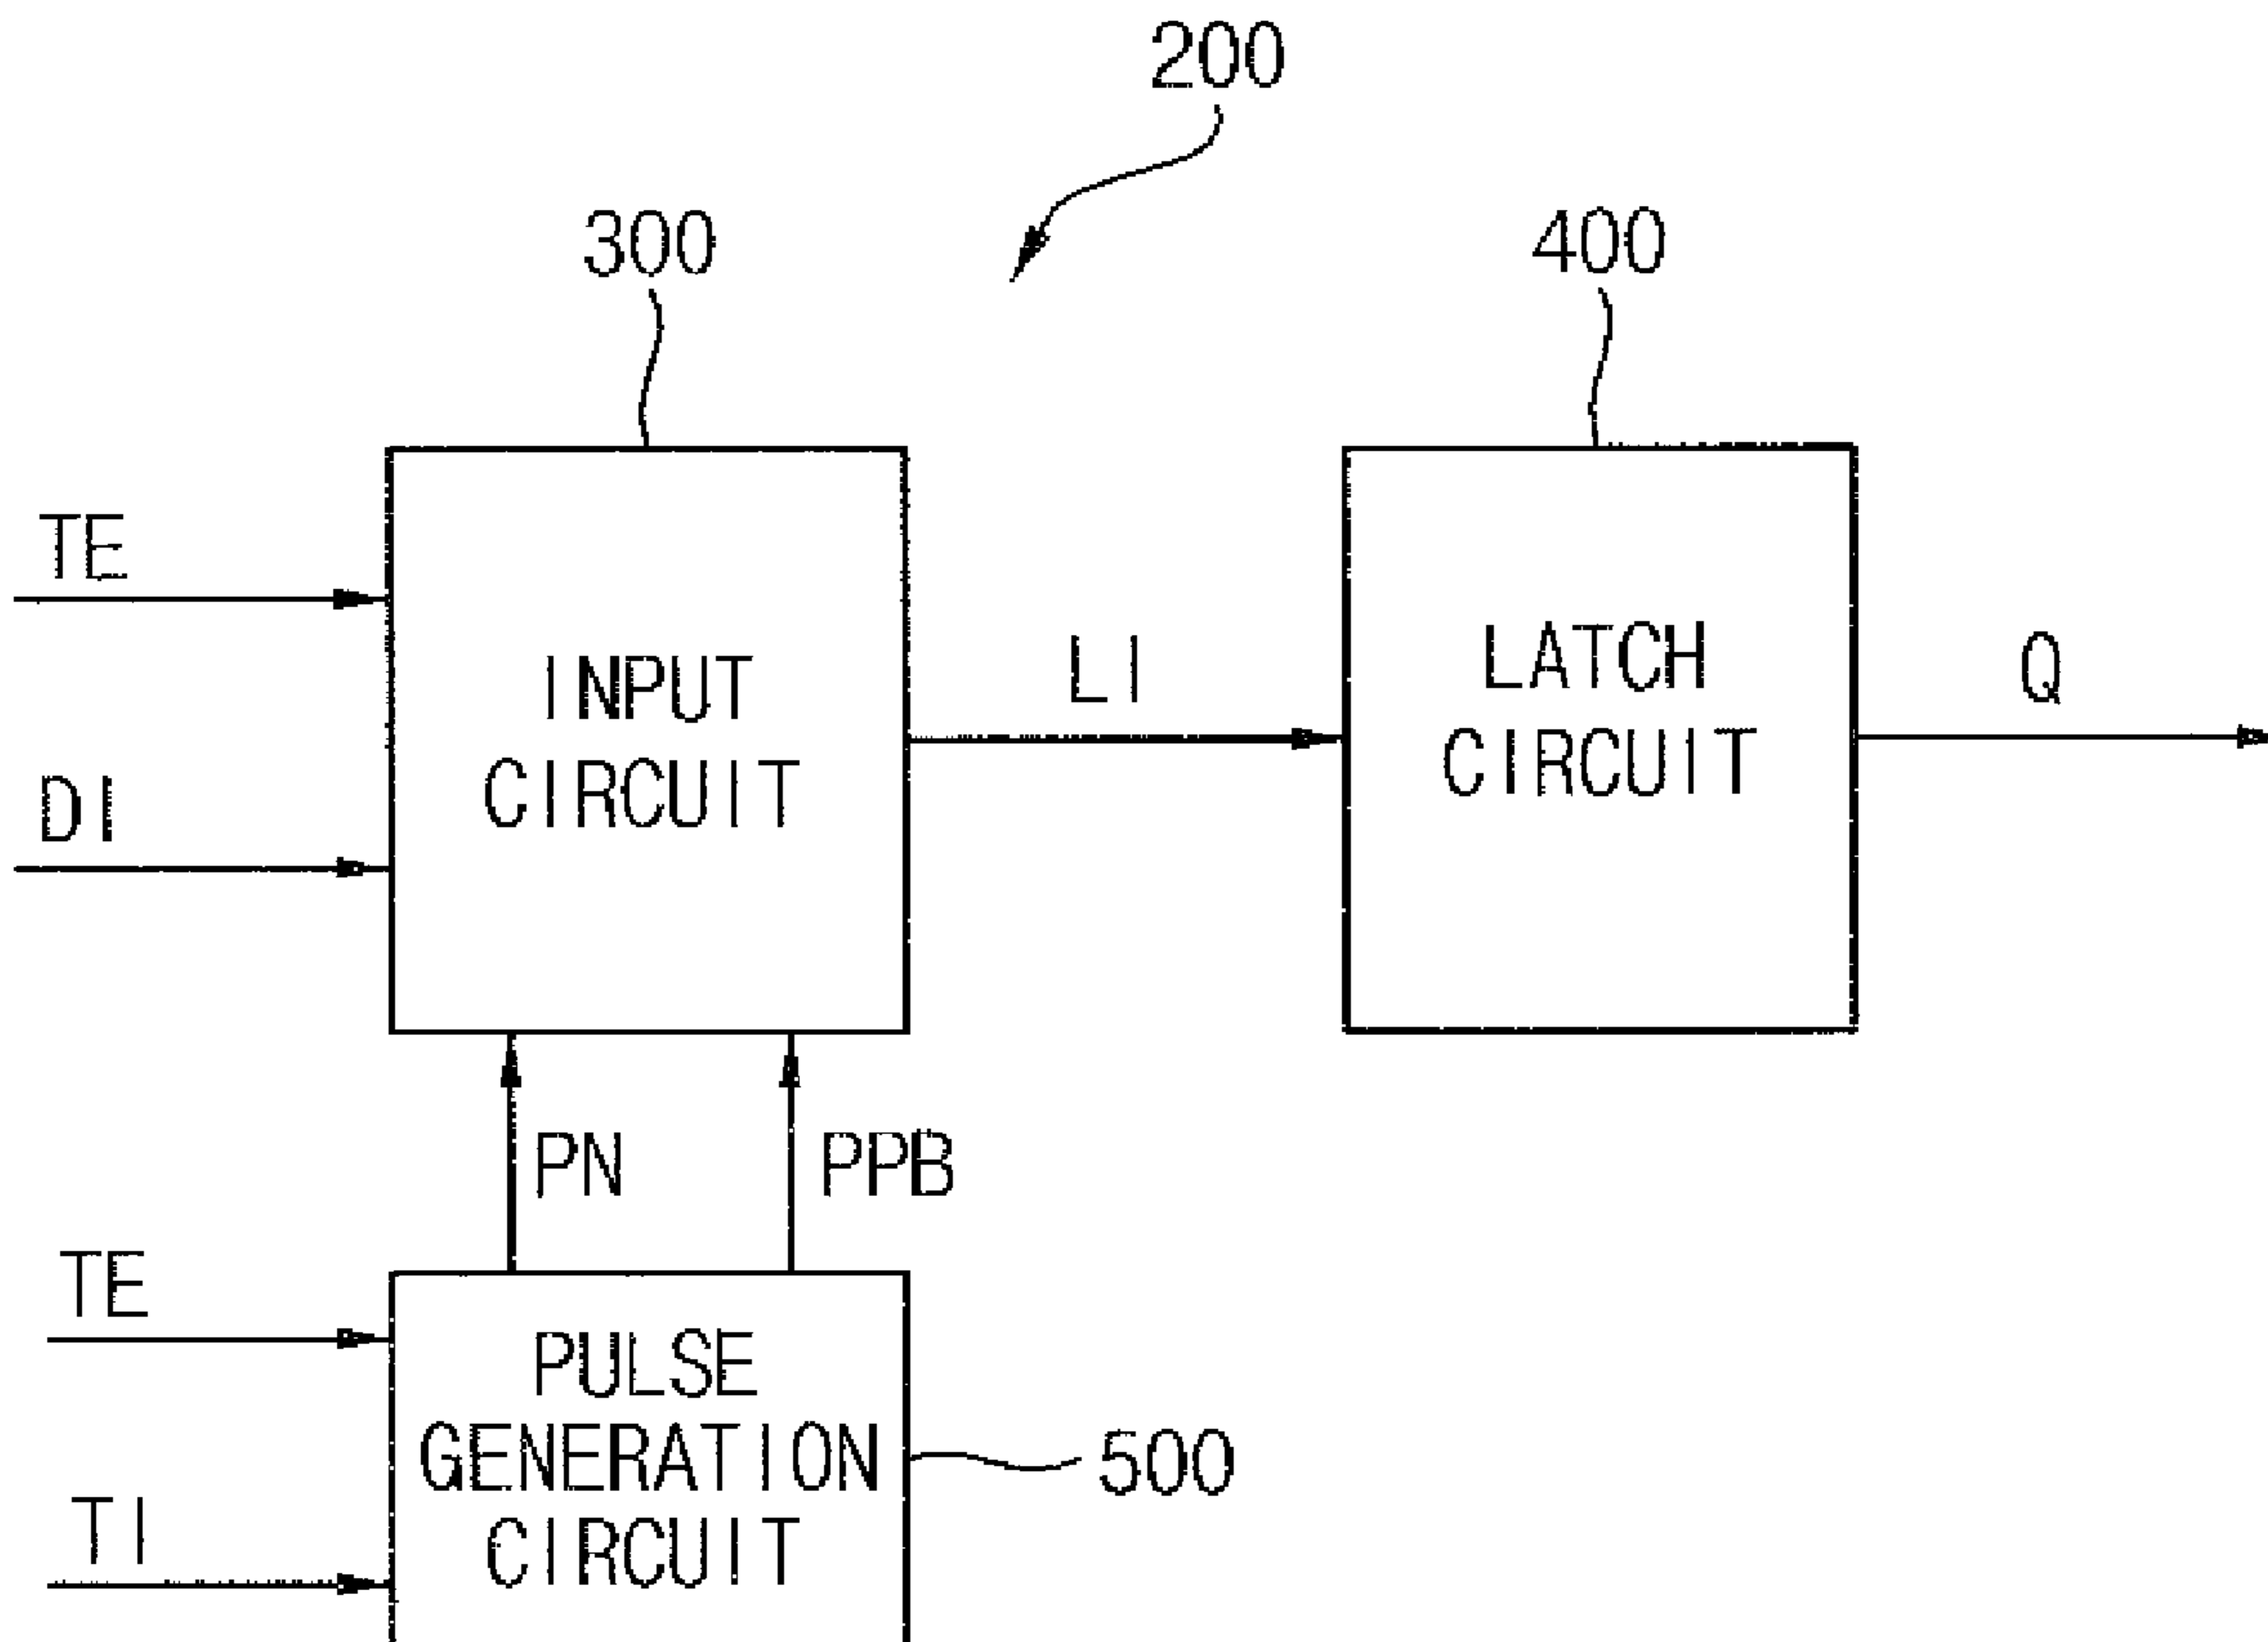 200
300
400
TE
INPUT
CIRCUIT
DI
LI
LATCH
CIRCUIT
Q
PN
PPB
TE
TI
PULSE
GENERATION
CIRCUIT
500